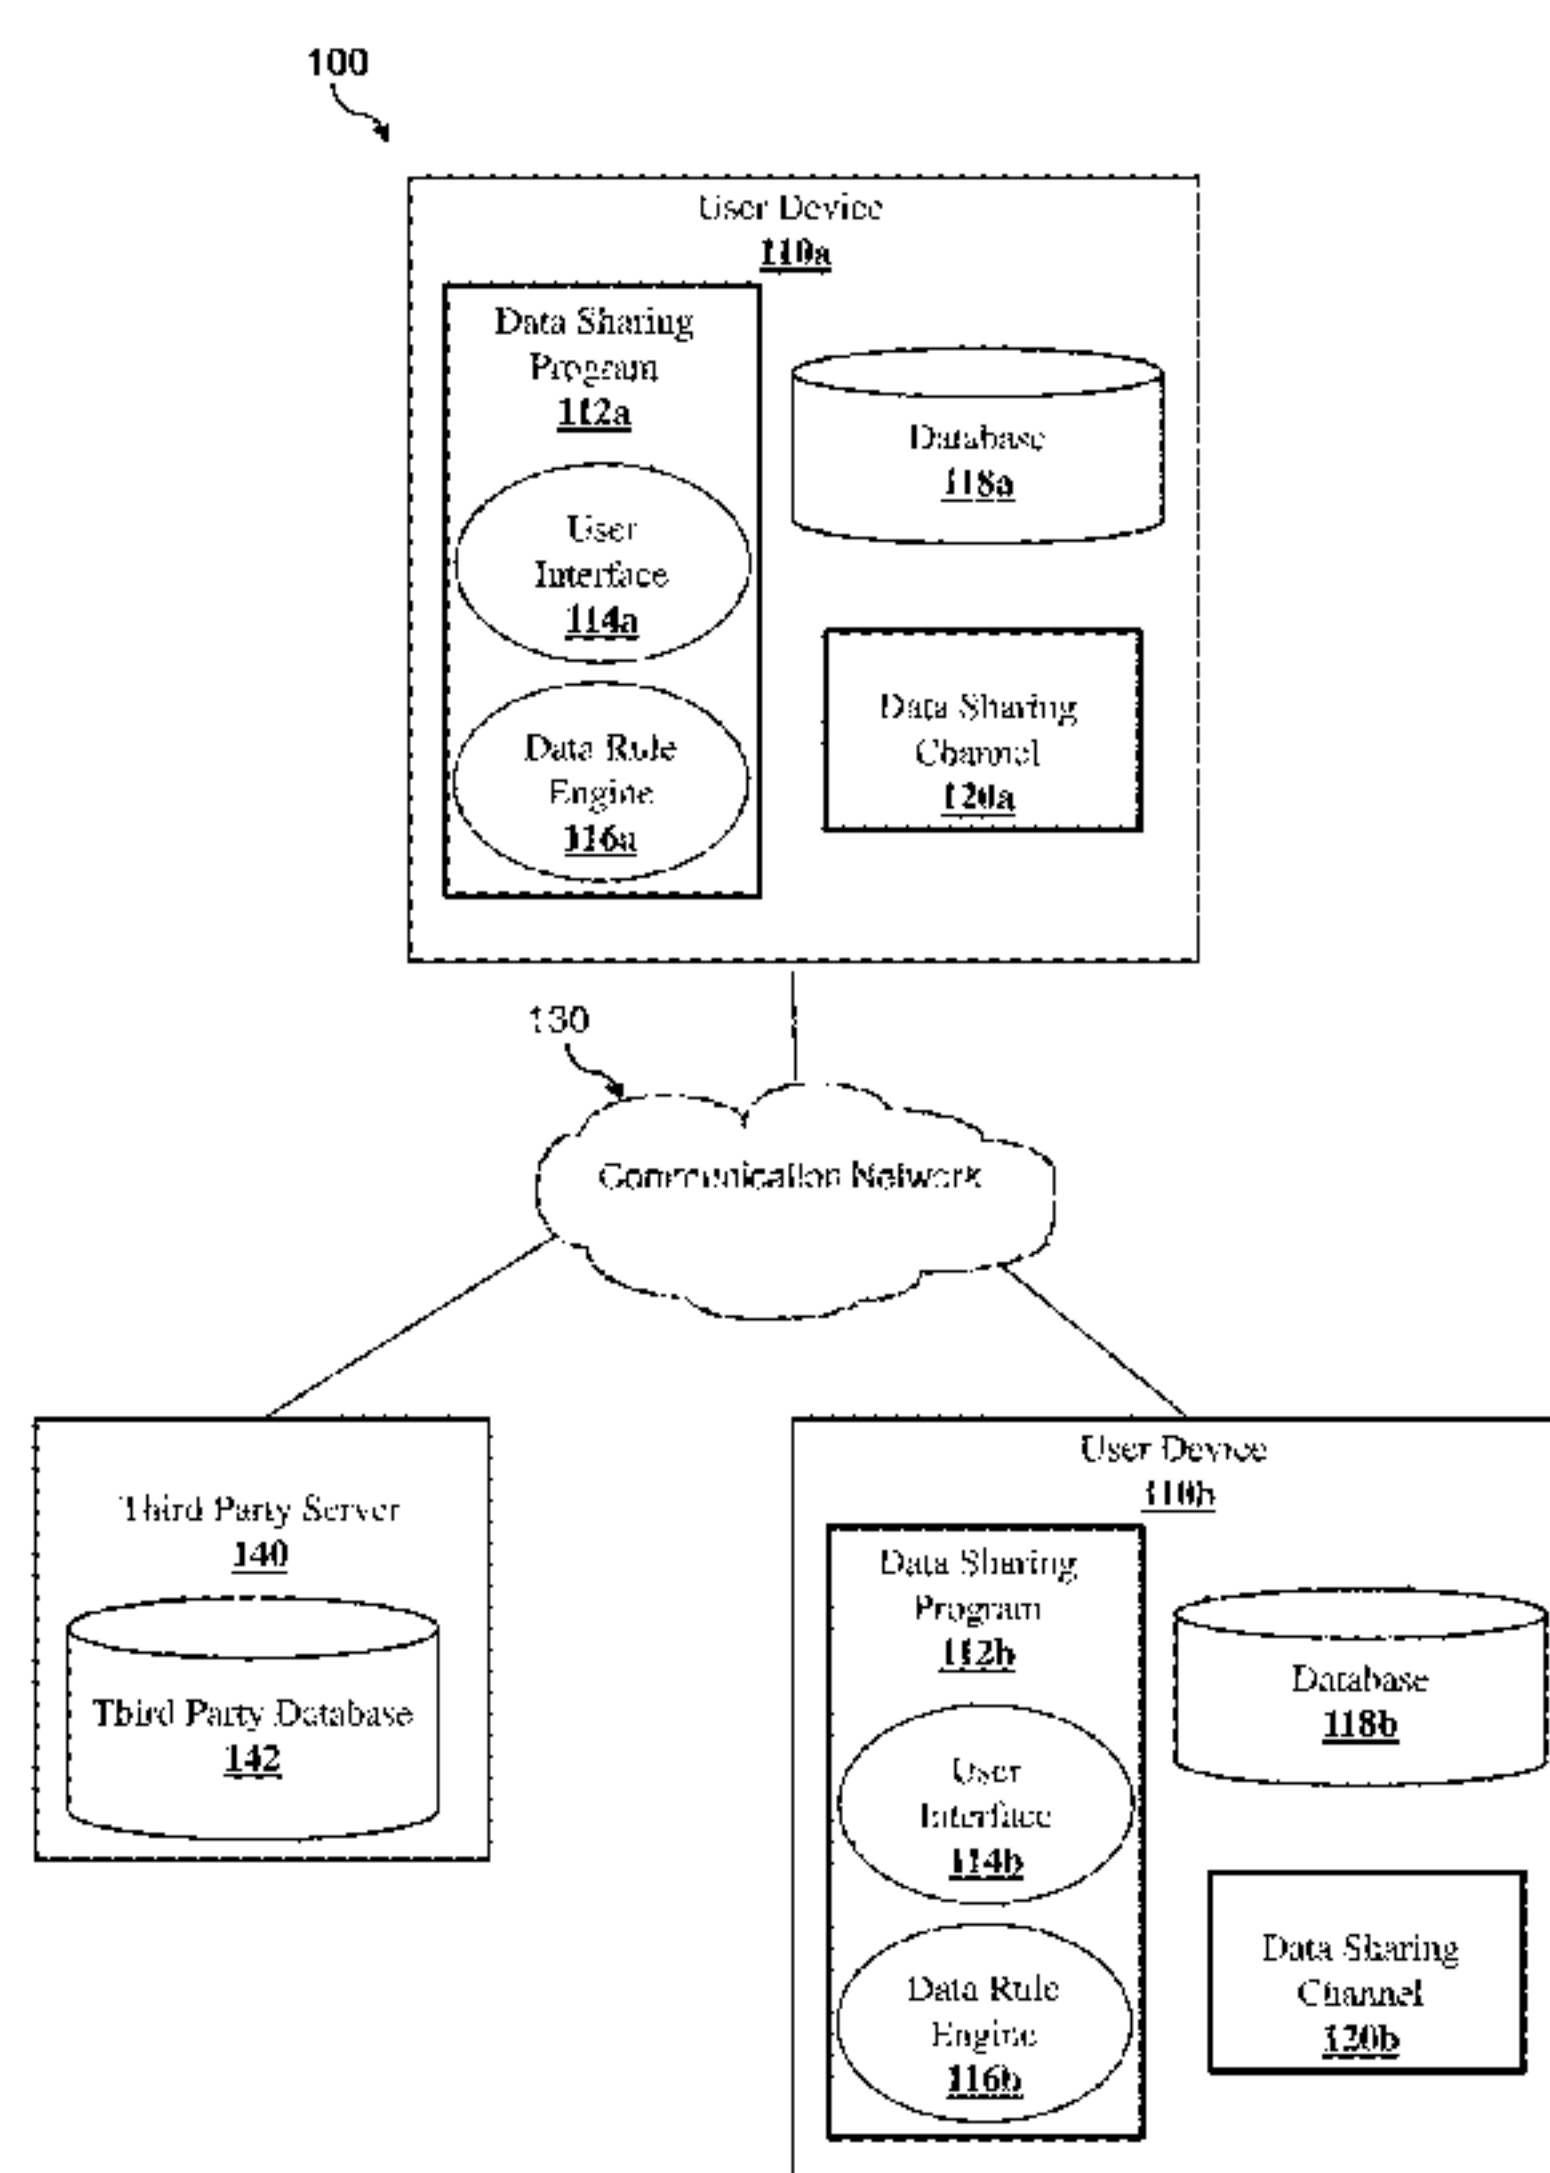 100
User Device
110a
Data Sharing
Program
112a
User
Interface
114a
Data Rule
Engine
116a
Database
118a
Data Sharing
Channel
120a
130
Communication Network
Third Party Server
140
Third Party Database
142
User Device
110b
Data Sharing
Program
112b
User
Interface
114b
Data Rule
Engine
116b
Database
118b
Data Sharing
Channel
120b